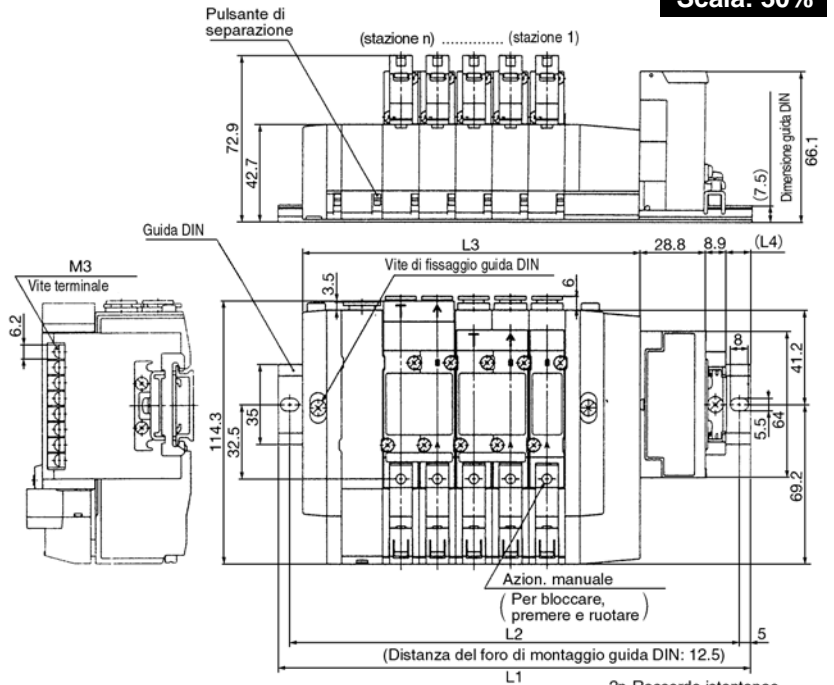 Scala: 50%
Pulsante di
separazione
(stazione n) .............. (stazione 1)
72.9
42.7
Dimensione guida DIN
(7.5)
66.1
Guida DIN
L3
28.8
8.9
(L4)
M3
Vite terminale
Vite di fissaggio guida DIN
3.5
6
6.2
8
41.2
114.3
35
32.5
5.5
64
69.2
Azion. manuale
( Per bloccare,
premere e ruotare )
L2
5
(Distanza del foro di montaggio guida DIN: 12.5)
L1